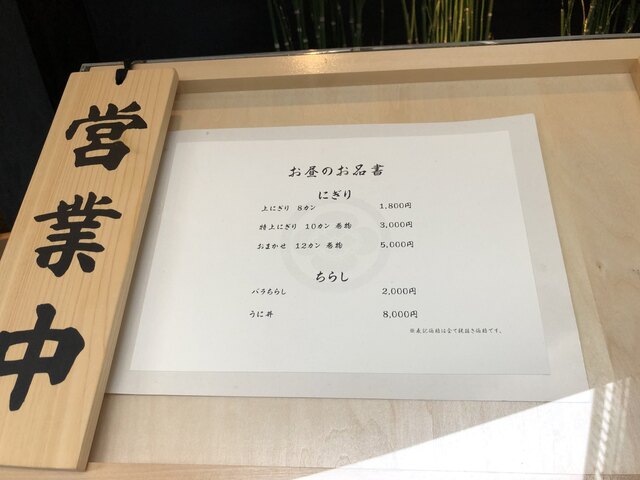 営業中
お昼のお品書
にぎり
上にぎり 8カン 1,800円
特上にぎり 10カン 巻物 3,000円
おまかせ 12カン 巻物 5,000円
ちらし
バラちらし 2,000円
うに丼 8,000円
※表記価格は全て税抜き価格です。